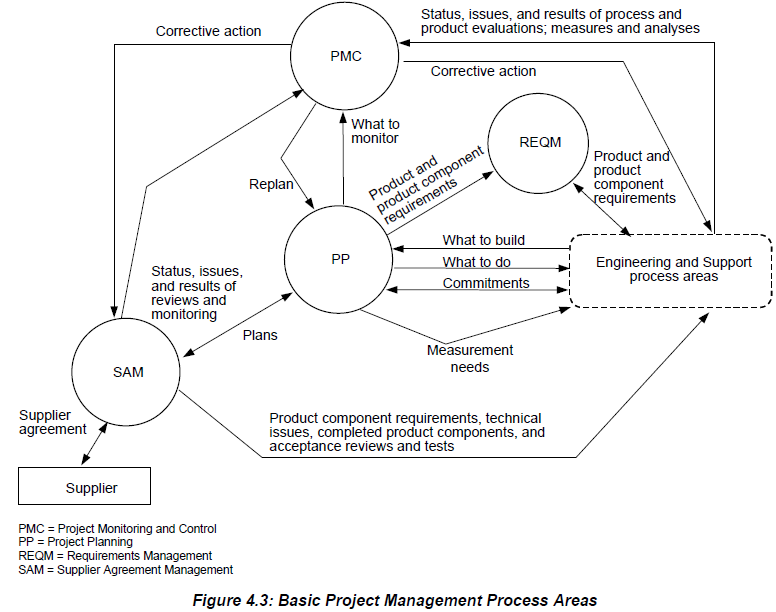 Status, issues, and results of process and
product evaluations; measures and analyses
Corrective action
PMC
Corrective action
What to
monitor
REQM
Product and
product
component
requirements
Replan
Product and
product component
requirements
PP
What to build
What to do
Commitments
Engineering and Support
process areas
Status, issues,
and results of
reviews and
monitoring
Plans
Measurement
needs
SAM
Supplier
agreement
Product component requirements, technical
issues, completed product components, and
acceptance reviews and tests
Supplier
PMC = Project Monitoring and Control
PP = Project Planning
REQM = Requirements Management
SAM = Supplier Agreement Management
Figure 4.3: Basic Project Management Process Areas